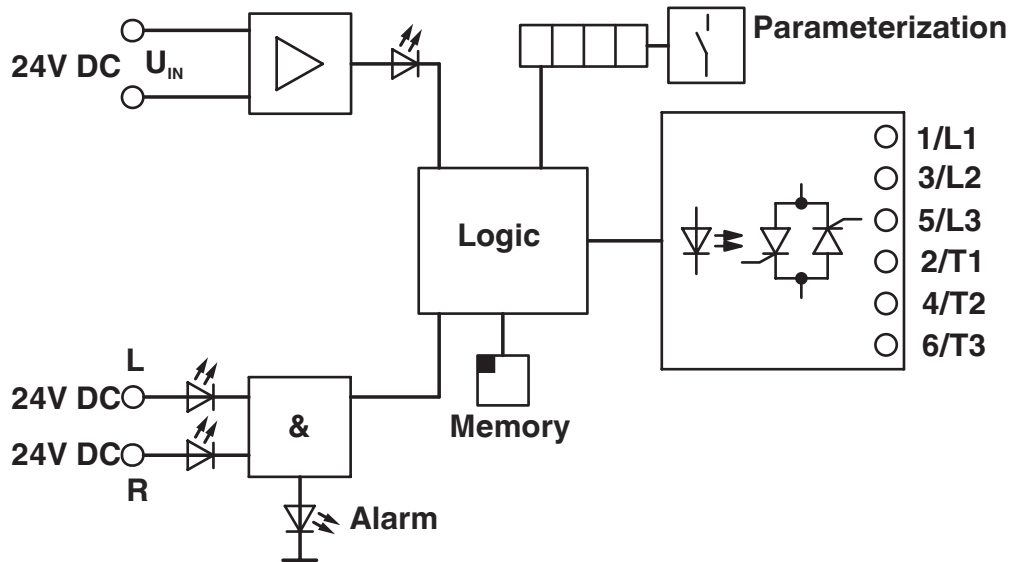 24V DC
U_IN
Parameterization
1/L1
3/L2
5/L3
2/T1
4/T2
6/T3
Logic
Memory
L
24V DC
&
24V DC
R
Alarm